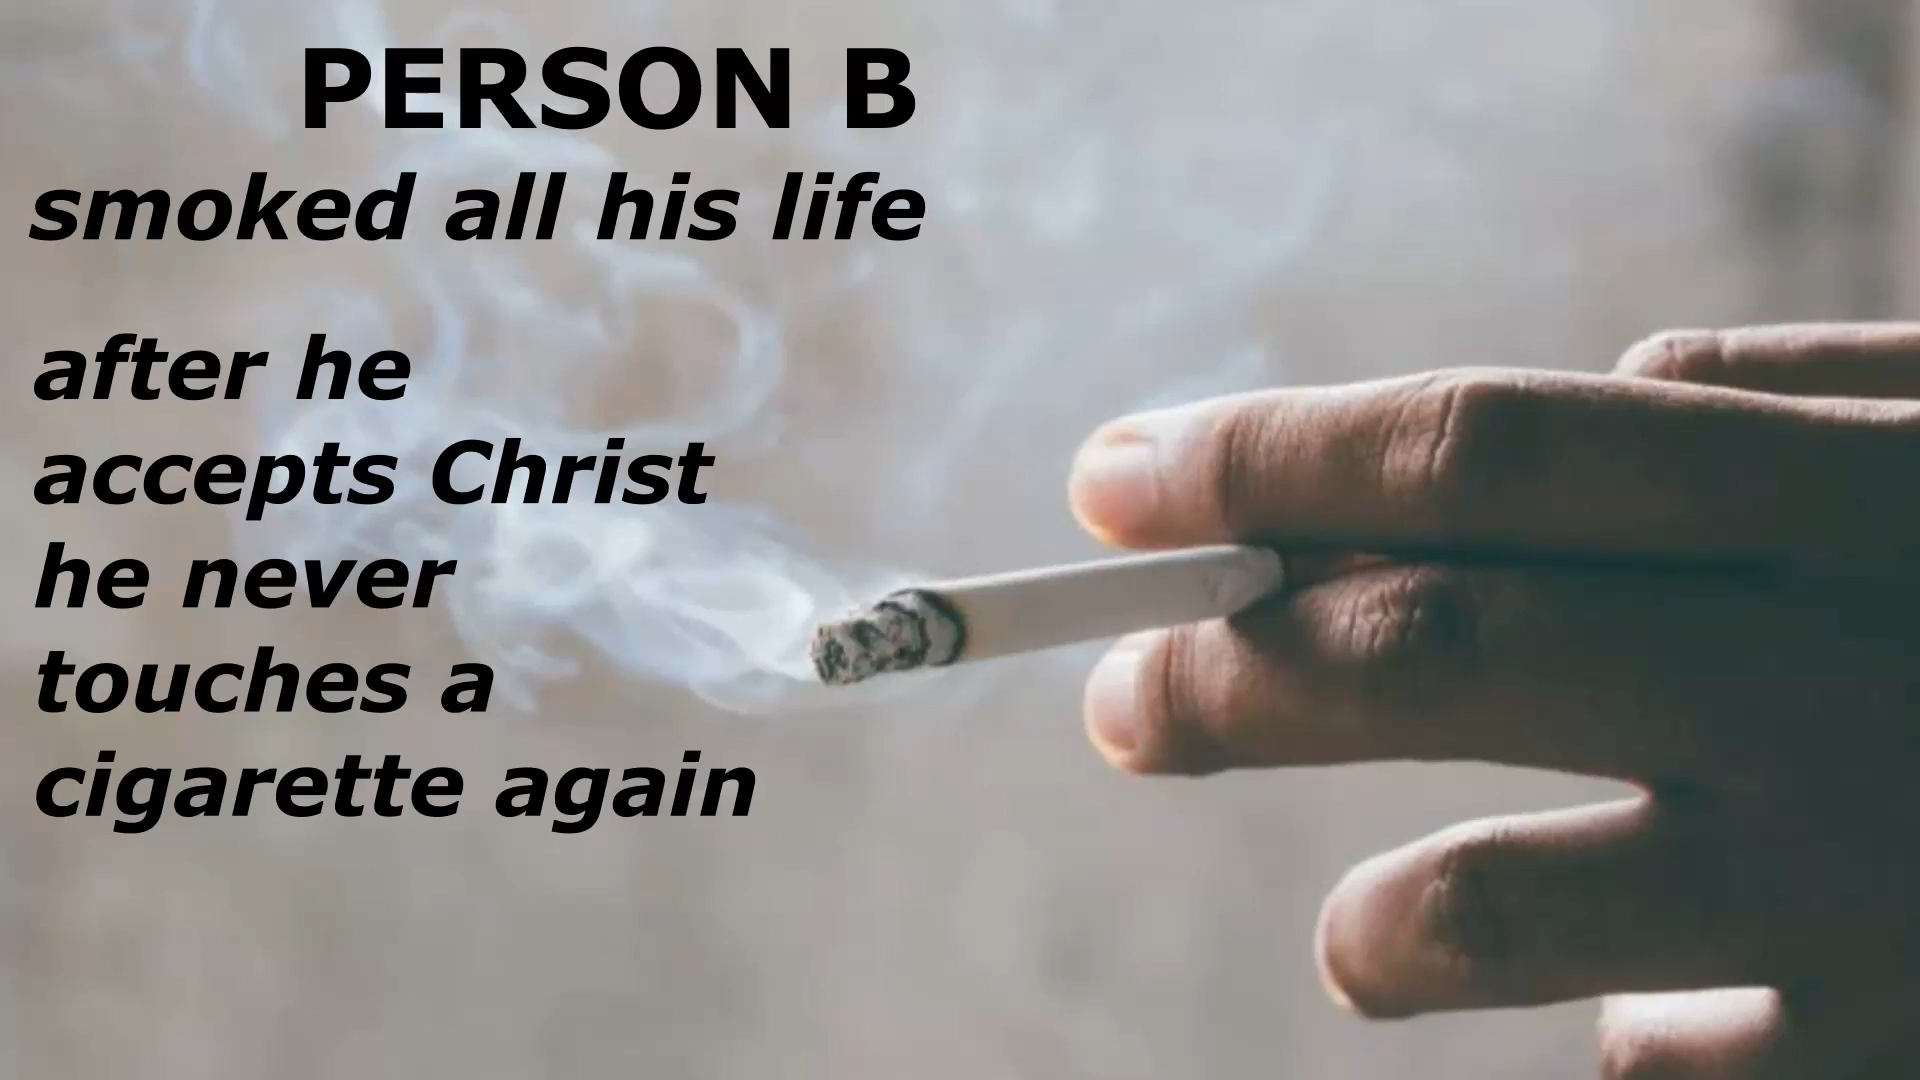 PERSON B
smoked all his life
after he
accepts Christ
he never
touches a
cigarette again